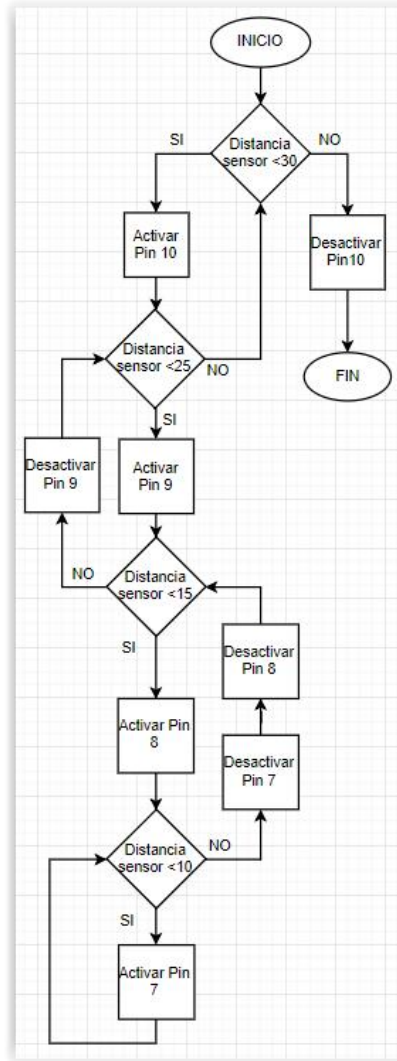 INICIO
SI
Distancia
sensor <30
NO
Activar
Pin 10
Desactivar
Pin10
Distancia
sensor <25
NO
FIN
SI
Desactivar
Pin 9
Activar
Pin 9
NO
Distancia
sensor <15
SI
Desactivar
Pin 8
Activar Pin
8
Desactivar
Pin 7
Distancia
sensor <10
NO
SI
Activar Pin
7